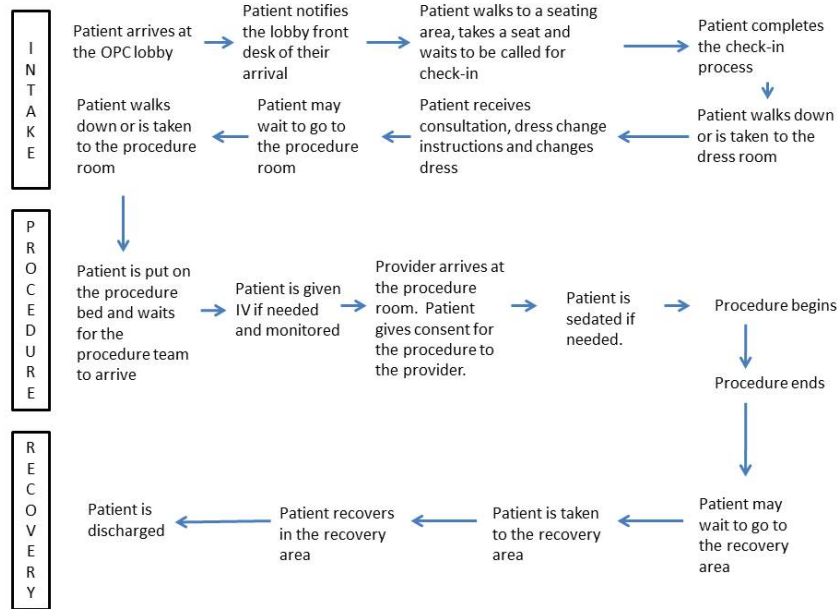 INTAKE
Patient arrives
at the OPC lobby
Patient notifies
the lobby front
desk of their
arrival
Patient walks to a seating
area, takes a seat and
waits to be called for
check-in
Patient completes
the check-in
process
Patient walks down
or is taken to the
dress room
Patient receives
consultation, dress change
instructions and changes
dress
Patient may
wait to go to
the procedure
room
Patient walks
down or is taken
to the procedure
room
PROCEDURE
Patient is put on
the procedure
bed and waits
for the
procedure team
to arrive
Patient is given
IV if needed
and monitored
Provider arrives at
the procedure
room.  Patient
gives consent for
the procedure to
the provider.
Patient is
sedated if
needed.
Procedure begins
Procedure ends
RECOVERY
Patient may
wait to go to
the recovery
area
Patient is taken
to the recovery
area
Patient recovers
in the recovery
area
Patient is
discharged